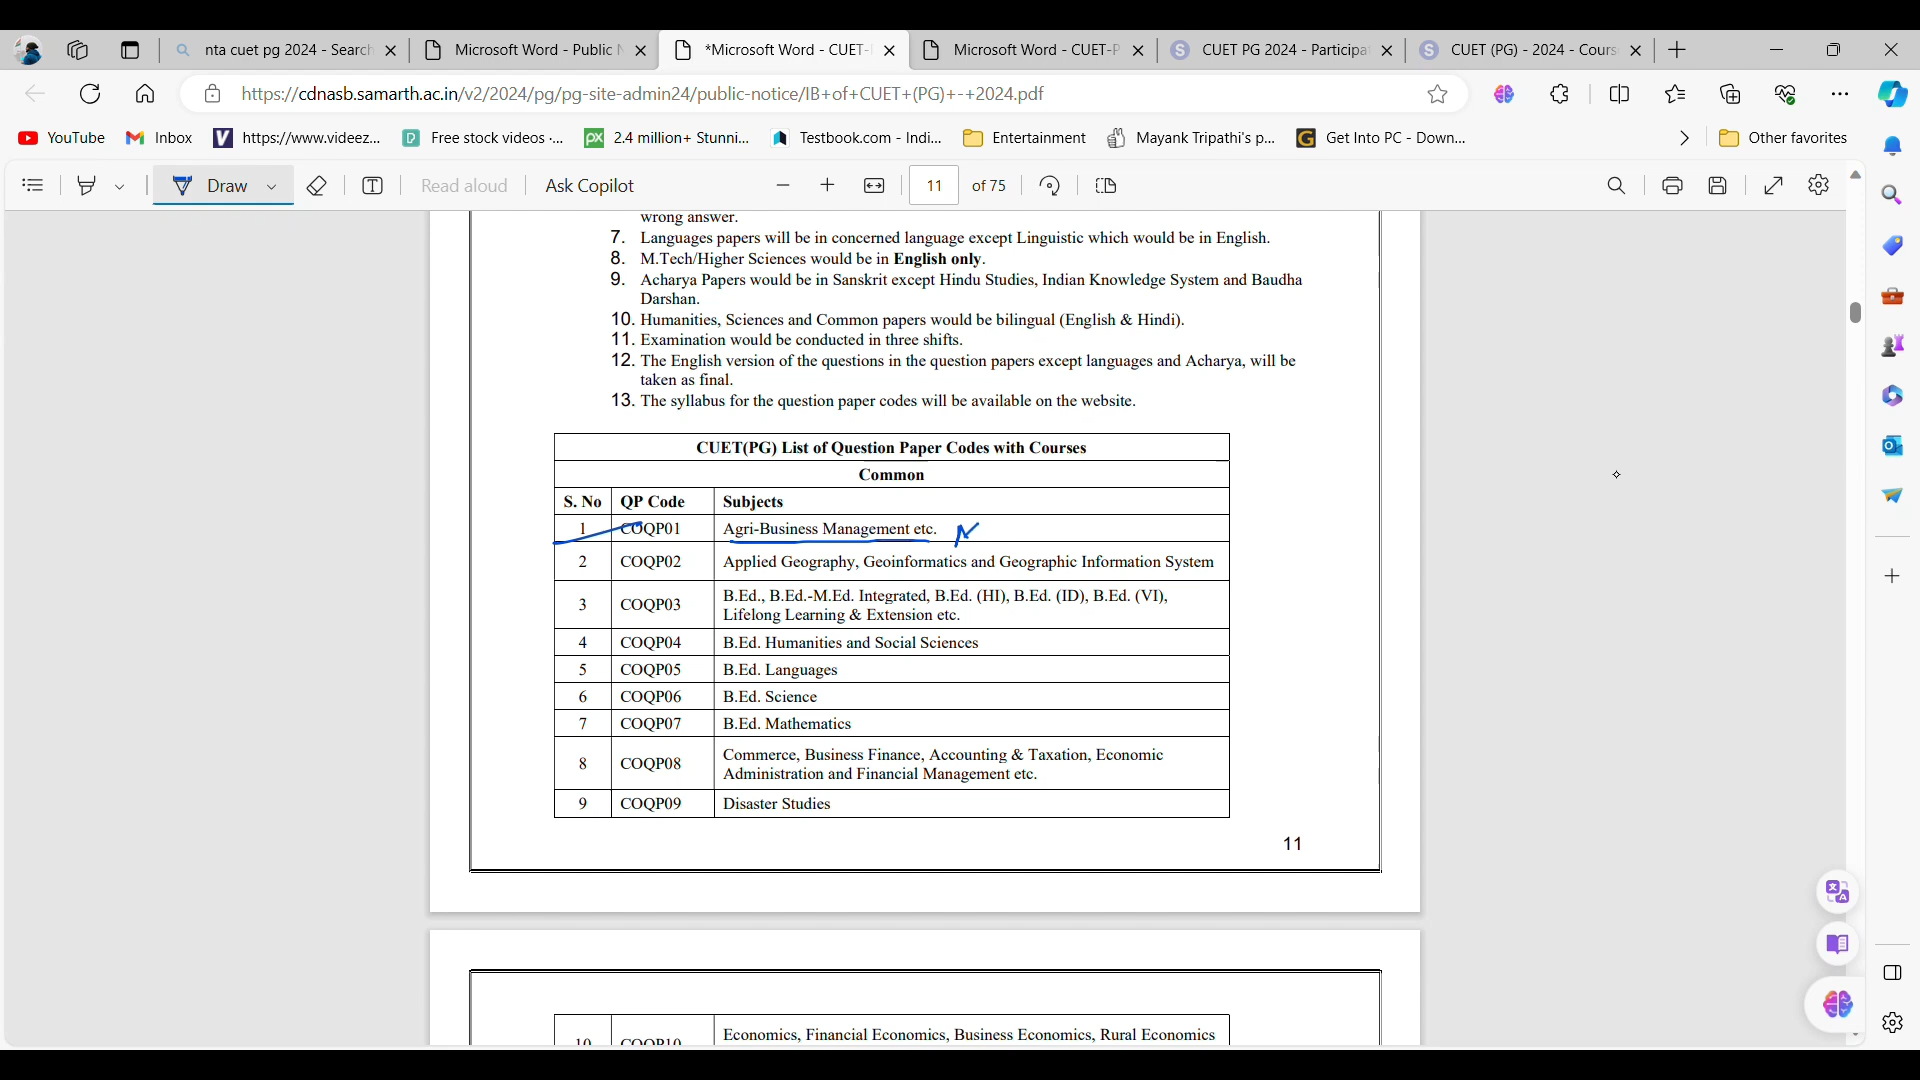 nta cuet pg 2024 - Search
Microsoft Word - Public N
*Microsoft Word - CUET-
Microsoft Word - CUET-P
CUET PG 2024 - Participa
CUET (PG) - 2024 - Cours
https://cdnasb.samarth.ac.in/v2/2024/pg/pg-site-admin24/public-notice/IB+of+CUET+(PG)+-+2024.pdf
YouTube
Inbox
https://www.videez...
Free stock videos ·...
2.4 million+ Stunni...
Testbook.com - Indi...
Entertainment
Mayank Tripathi's p...
Get Into PC - Down...
Other favorites
Draw
Read aloud
Ask Copilot
11 of 75
wrong answer.
7. Languages papers will be in concerned language except Linguistic which would be in English.
8. M.Tech/Higher Sciences would be in English only.
9. Acharya Papers would be in Sanskrit except Hindu Studies, Indian Knowledge System and Baudha
Darshan.
10. Humanities, Sciences and Common papers would be bilingual (English & Hindi).
11. Examination would be conducted in three shifts.
12. The English version of the questions in the question papers except languages and Acharya, will be
taken as final.
13. The syllabus for the question paper codes will be available on the website.
CUET(PG) List of Question Paper Codes with Courses
Common
S. No QP Code Subjects
1 COQP01 Agri-Business Management etc.
2 COQP02 Applied Geography, Geoinformatics and Geographic Information System
3 COQP03 B.Ed., B.Ed.-M.Ed. Integrated, B.Ed. (HI), B.Ed. (ID), B.Ed. (VI),
Lifelong Learning & Extension etc.
4 COQP04 B.Ed. Humanities and Social Sciences
5 COQP05 B.Ed. Languages
6 COQP06 B.Ed. Science
7 COQP07 B.Ed. Mathematics
8 COQP08 Commerce, Business Finance, Accounting & Taxation, Economic
Administration and Financial Management etc.
9 COQP09 Disaster Studies
11
10 COQP10 Economics, Financial Economics, Business Economics, Rural Economics